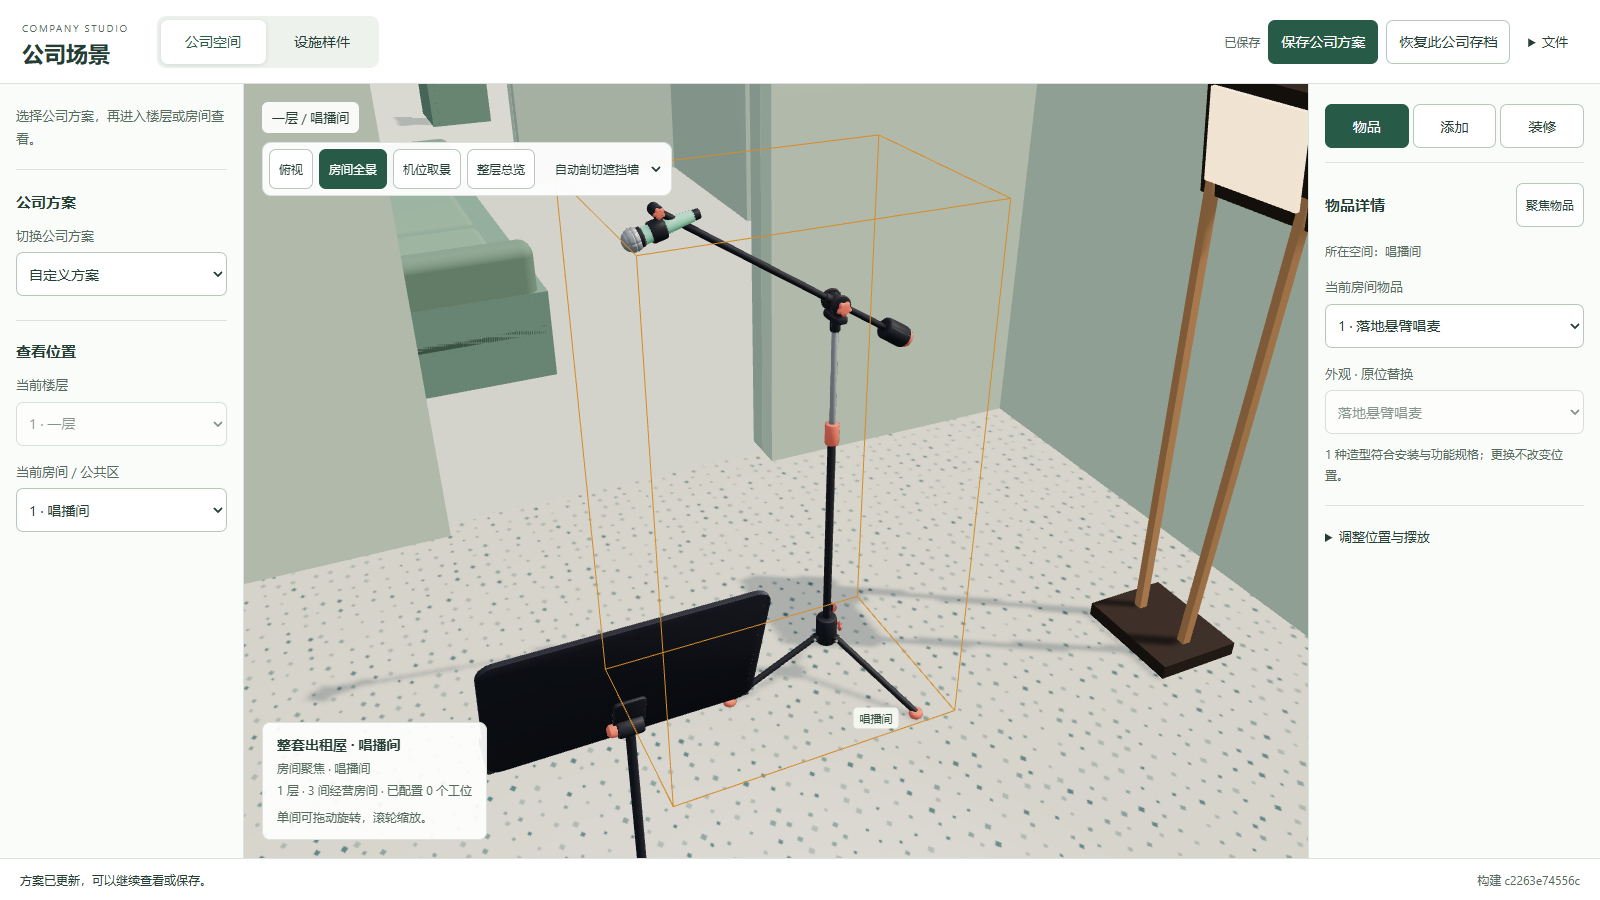 COMPANY STUDIO
公司场景
公司空间
设施样件
已保存
保存公司方案
恢复此公司存档
▶ 文件
选择公司方案，再进入楼层或房间查
看。
公司方案
切换公司方案
自定义方案
查看位置
当前楼层
1 · 一层
当前房间 / 公共区
1 · 唱播间
一层 / 唱播间
俯视
房间全景
机位取景
整层总览
自动剖切遮挡墙
唱播间
整套出租屋 · 唱播间
房间聚焦 · 唱播间
1 层 · 3 间经营房间 · 已配置 0 个工位
单间可拖动旋转，滚轮缩放。
物品
添加
装修
物品详情
聚焦物品
所在空间：唱播间
当前房间物品
1 · 落地悬臂唱麦
外观 · 原位替换
落地悬臂唱麦
1 种造型符合安装与功能规格；更换不改变位
置。
▶ 调整位置与摆放
方案已更新，可以继续查看或保存。
构建 c2263e74556c